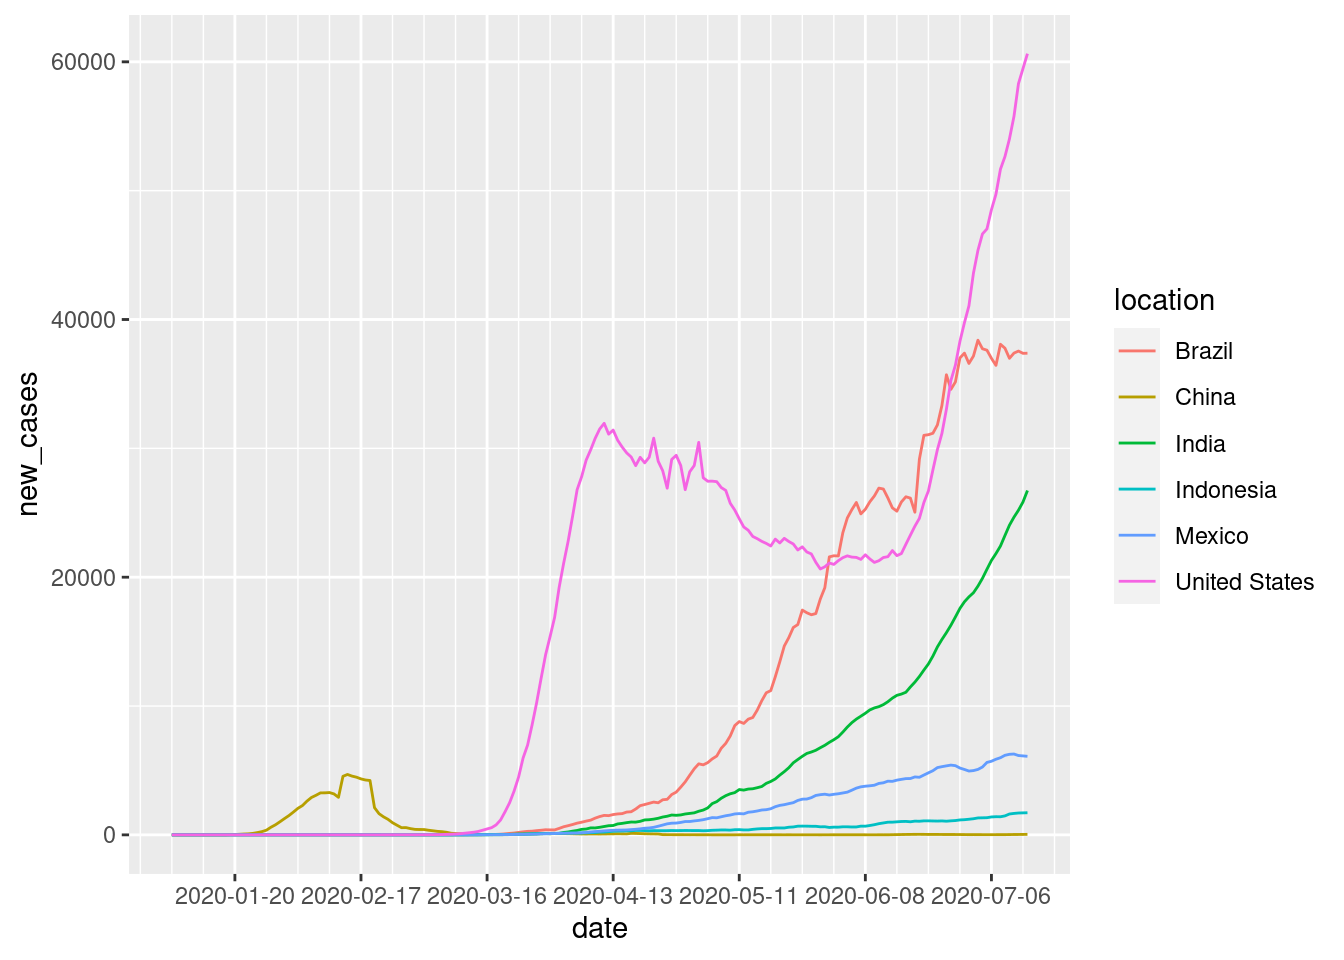 60000
40000
20000
0
new_cases
2020-01-20 2020-02-17 2020-03-16 2020-04-13 2020-05-11 2020-06-08 2020-07-06
date
location
Brazil
China
India
Indonesia
Mexico
United States